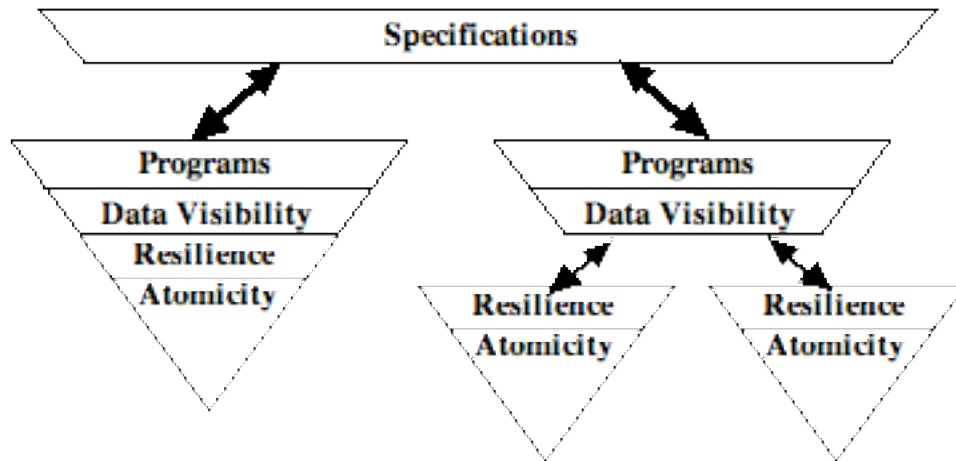 Specifications
Programs
Data Visibility
Resilience
Atomicity
Programs
Data Visibility
Resilience
Atomicity
Resilience
Atomicity